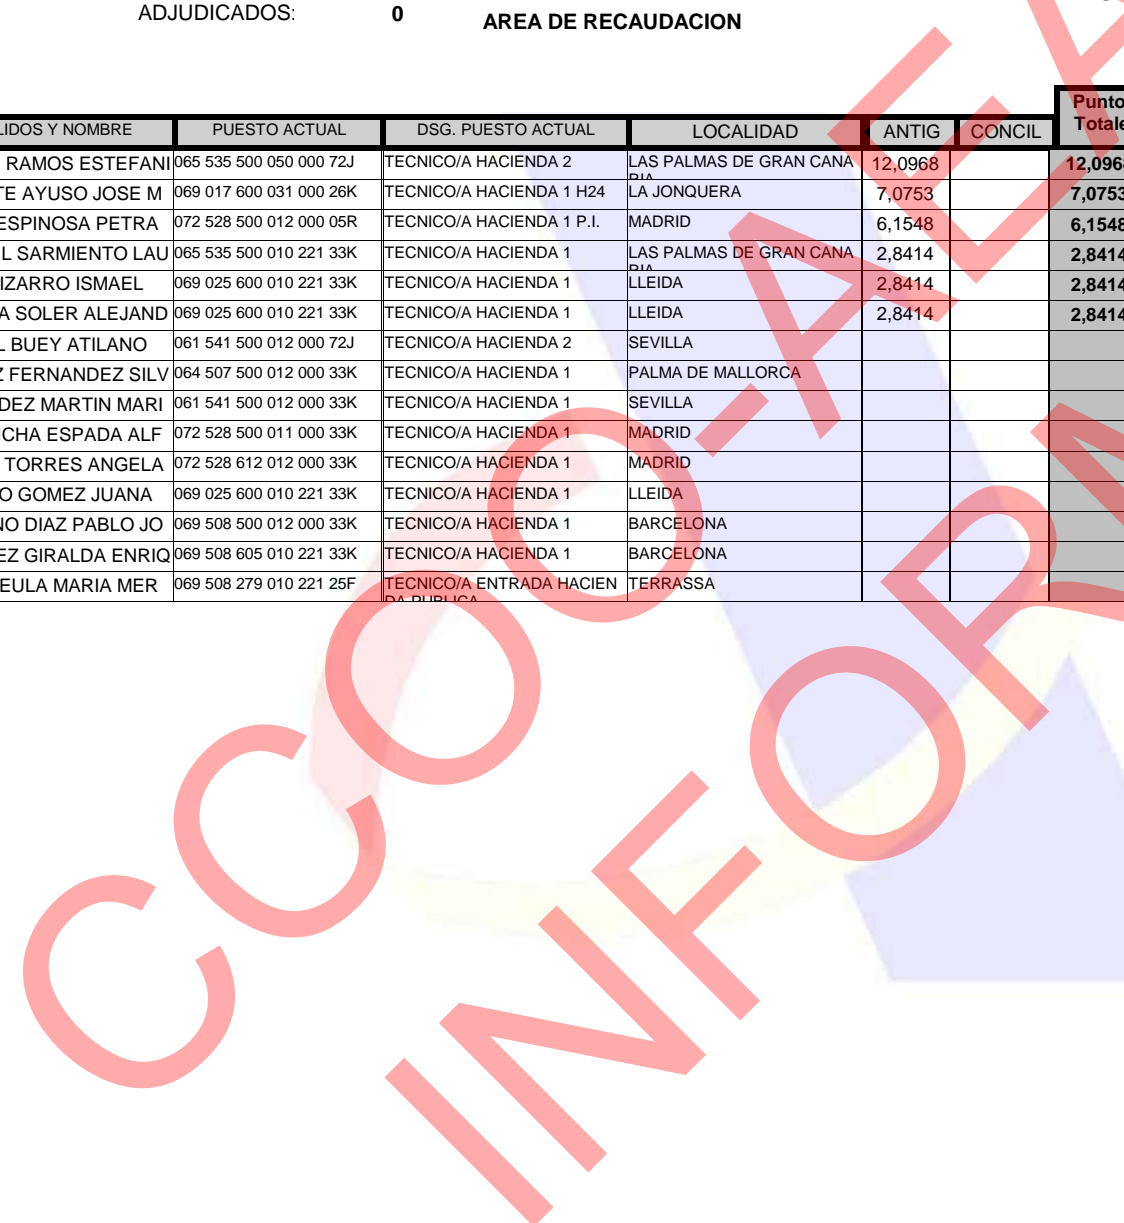 ADJUDICADOS: 0 AREA DE RECAUDACION
LIDOS Y NOMBRE PUESTO ACTUAL DSG. PUESTO ACTUAL LOCALIDAD ANTIG CONCIL Punto Totale
RAMOS ESTEFANI 065 535 500 050 000 72J TECNICO/A HACIENDA 2 LAS PALMAS DE GRAN CANA RIA 12,0968 12,0968
TE AYUSO JOSE M 069 017 600 031 000 26K TECNICO/A HACIENDA 1 H24 LA JONQUERA 7,0753 7,0753
ESPINOSA PETRA 072 528 500 012 000 05R TECNICO/A HACIENDA 1 P.I. MADRID 6,1548 6,1548
L SARMIENTO LAU 065 535 500 010 221 33K TECNICO/A HACIENDA 1 LAS PALMAS DE GRAN CANA RIA 2,8414 2,8414
IZARRO ISMAEL 069 025 600 010 221 33K TECNICO/A HACIENDA 1 LLEIDA 2,8414 2,8414
A SOLER ALEJAND 069 025 600 010 221 33K TECNICO/A HACIENDA 1 LLEIDA 2,8414 2,8414
L BUEY ATILANO 061 541 500 012 000 72J TECNICO/A HACIENDA 2 SEVILLA
Z FERNANDEZ SILV 064 507 500 012 000 33K TECNICO/A HACIENDA 1 PALMA DE MALLORCA
DEZ MARTIN MARI 061 541 500 012 000 33K TECNICO/A HACIENDA 1 SEVILLA
CHA ESPADA ALF 072 528 500 011 000 33K TECNICO/A HACIENDA 1 MADRID
TORRES ANGELA 072 528 612 012 000 33K TECNICO/A HACIENDA 1 MADRID
O GOMEZ JUANA 069 025 600 010 221 33K TECNICO/A HACIENDA 1 LLEIDA
NO DIAZ PABLO JO 069 508 500 012 000 33K TECNICO/A HACIENDA 1 BARCELONA
EZ GIRALDA ENRIQ 069 508 605 010 221 33K TECNICO/A HACIENDA 1 BARCELONA
EULA MARIA MER 069 508 279 010 221 25F TECNICO/A ENTRADA HACIEN DA PUBLICA TERRASSA
CCOO-AEA
INFORM